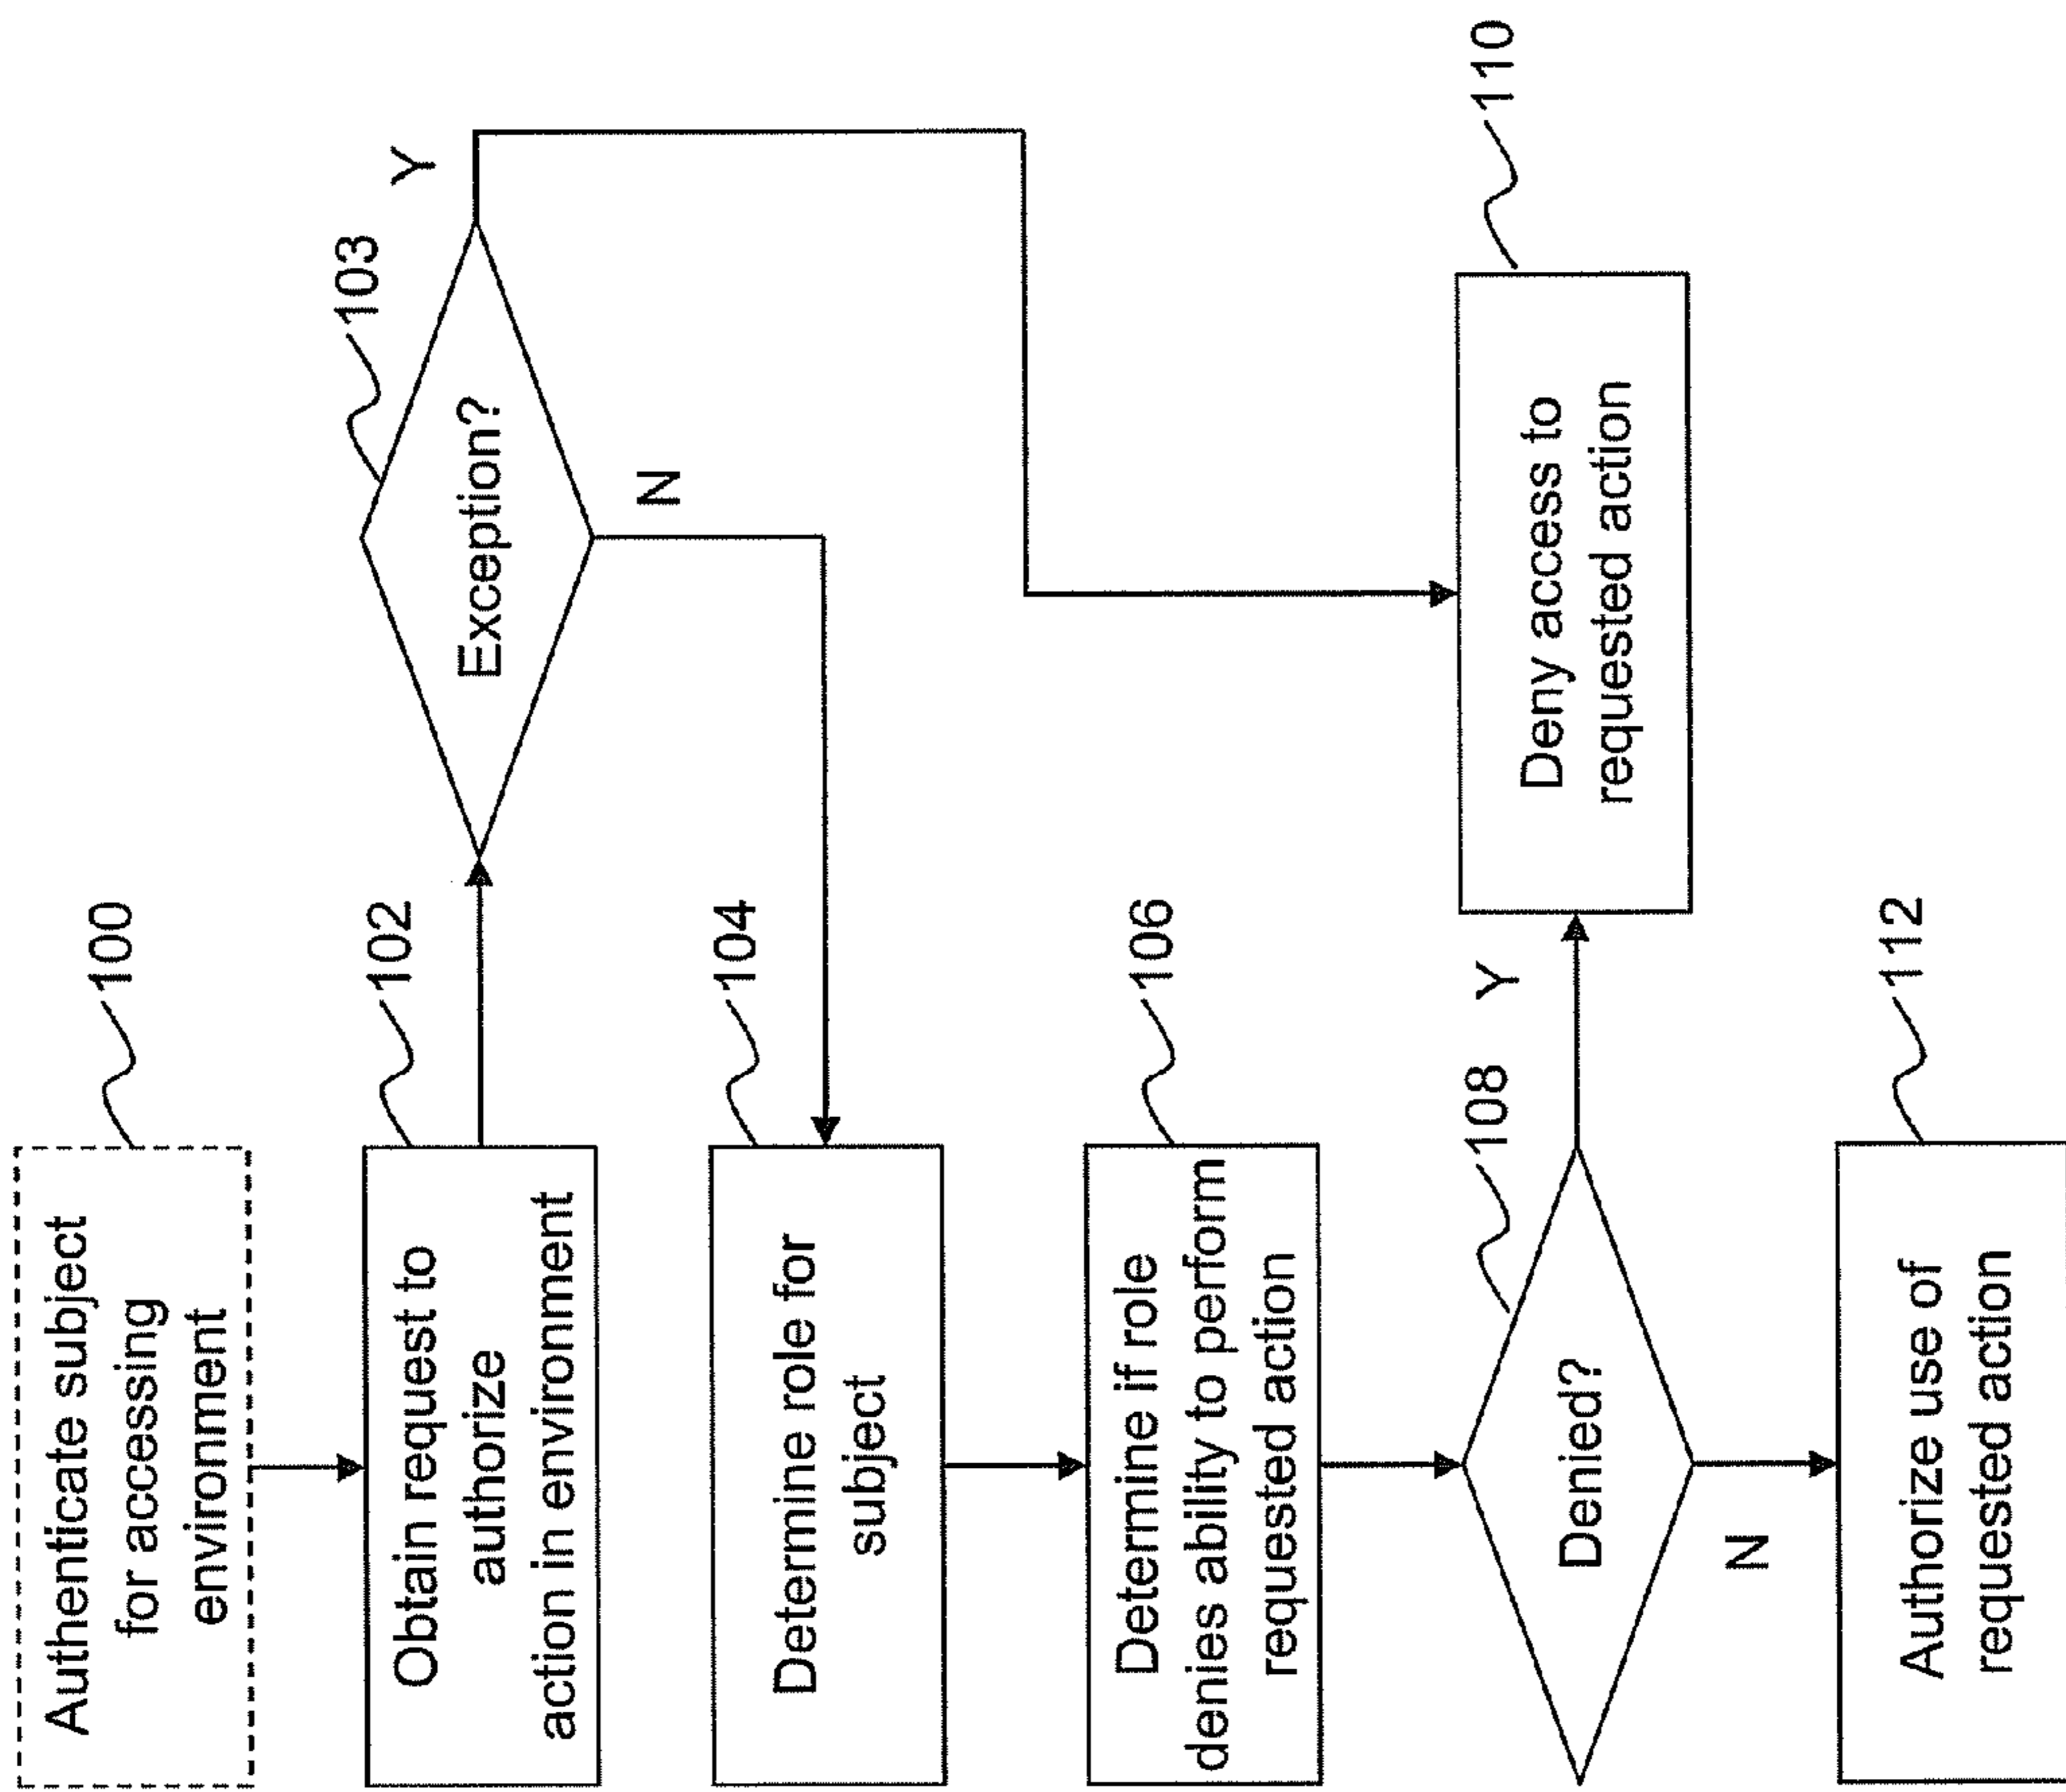 100
Authenticate subject
for accessing
environment
102
Obtain request to
authorize
action in environment
103
Exception?
Y
N
104
Determine role for
subject
106
Determine if role
denies ability to perform
requested action
108
Denied?
Y
N
110
Deny access to
requested action
112
Authorize use of
requested action